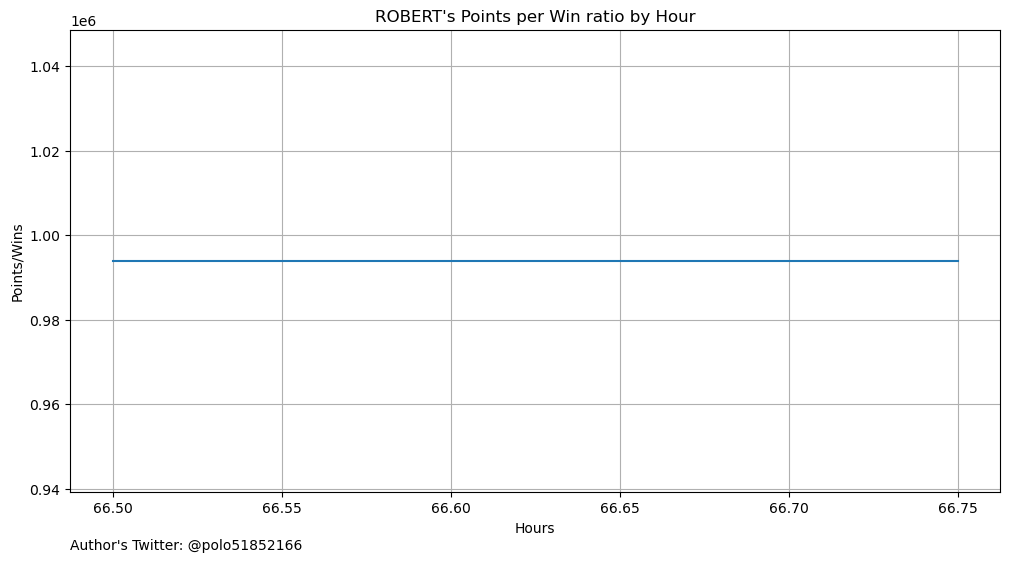 ROBERT's Points per Win ratio by Hour
1e6
1.04
1.02
1.00
0.98
0.96
0.94
Points/Wins
66.50 66.55 66.60 66.65 66.70 66.75
Hours
Author's Twitter: @polo51852166